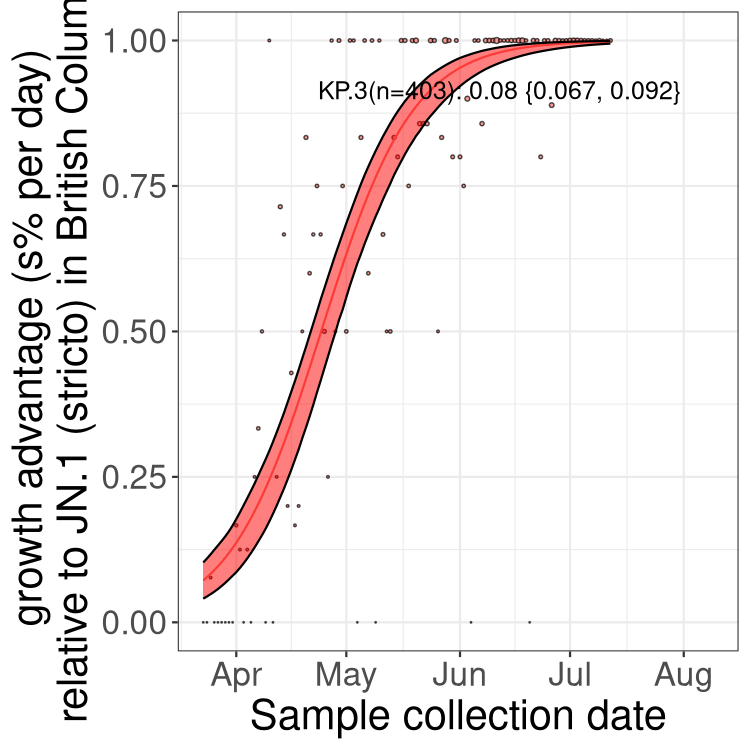 growth advantage (s% per day)
relative to JN.1 (stricto) in British Colum
1.00
0.75
0.50
0.25
0.00
KP.3(n=403): 0.08 {0.067, 0.092}
Apr May Jun Jul Aug
Sample collection date